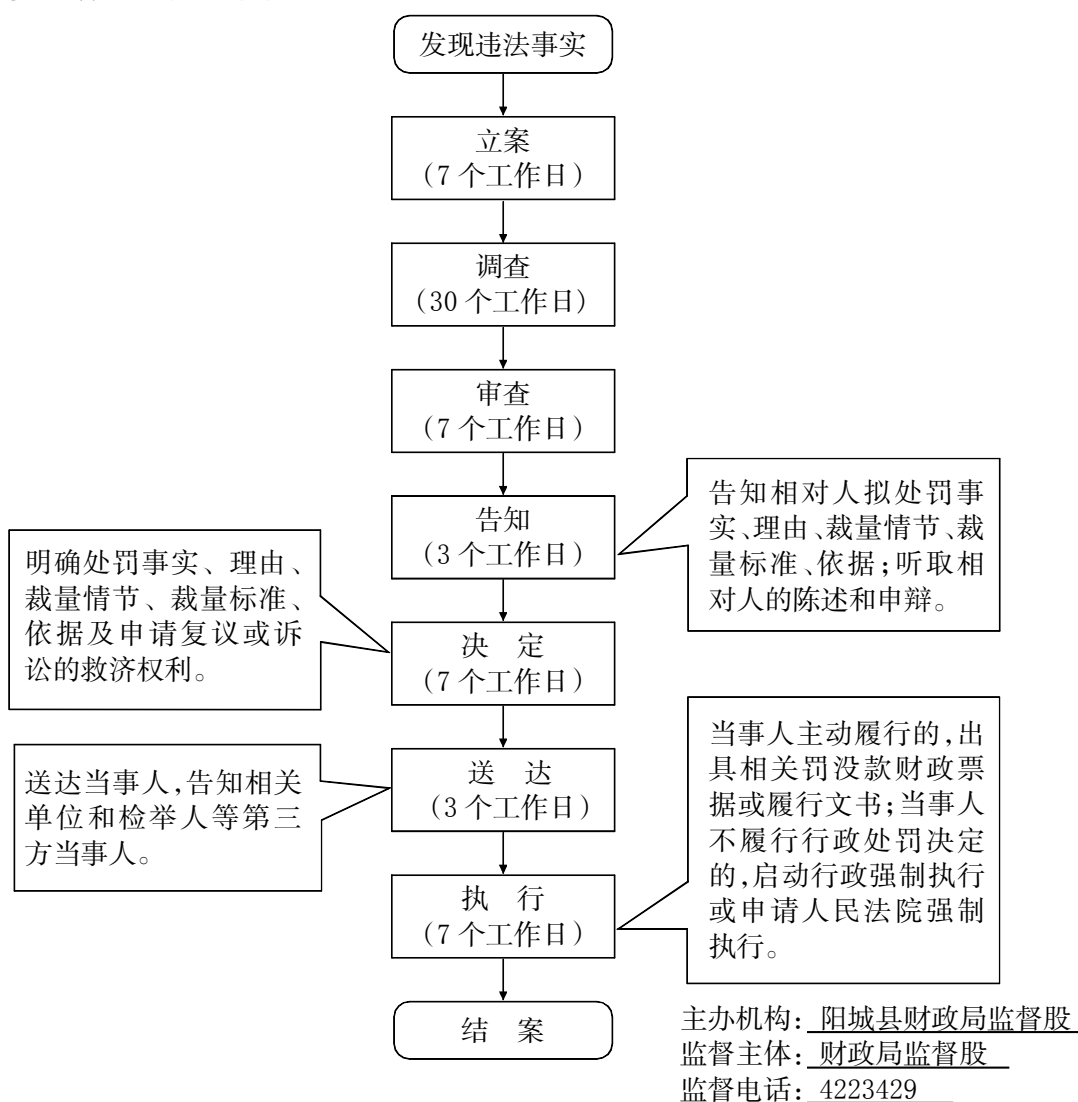 发现违法事实
立案
(7 个工作日)
调查
(30 个工作日)
审查
(7 个工作日)
告知
(3 个工作日)
告知相对人拟处罚事
实、理由、裁量情节、裁
量标准、依据;听取相
对人的陈述和申辩。
明确处罚事实、理由、
裁量情节、裁量标准、
依据及申请复议或诉
讼的救济权利。
决 定
(7 个工作日)
送达当事人,告知相关
单位和检举人等第三
方当事人。
送 达
(3 个工作日)
当事人主动履行的,出
具相关罚没款财政票
据或履行文书;当事人
不履行行政处罚决定
的,启动行政强制执行
或申请人民法院强制
执行。
执 行
(7 个工作日)
结 案
主办机构: 阳城县财政局监督股
监督主体: 财政局监督股
监督电话: 4223429